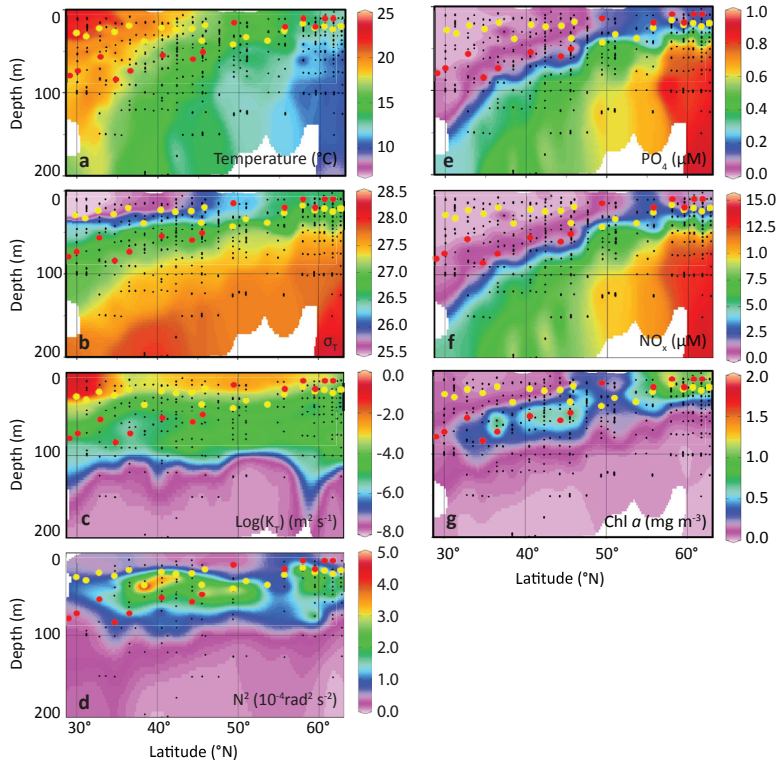 0
100
200
Depth (m)
a
Temperature (°C)
25
20
15
10
0
100
200
Depth (m)
b
σT
28.5
28.0
27.5
27.0
26.5
26.0
25.5
0
100
200
Depth (m)
c
Log(KT) (m² s⁻¹)
0.0
-2.0
-4.0
-6.0
-8.0
0
100
200
Depth (m)
d
N² (10⁻⁴rad² s⁻²)
5.0
4.0
3.0
2.0
1.0
0.0
30° 40° 50° 60°
Latitude (°N)
e
PO4 (µM)
1.0
0.8
0.6
0.4
0.2
0.0
f
NOx (µM)
15.0
12.5
10.0
7.5
5.0
2.5
0.0
g
Chl a (mg m⁻³)
2.0
1.5
1.0
0.5
0.0
30° 40° 50° 60°
Latitude (°N)